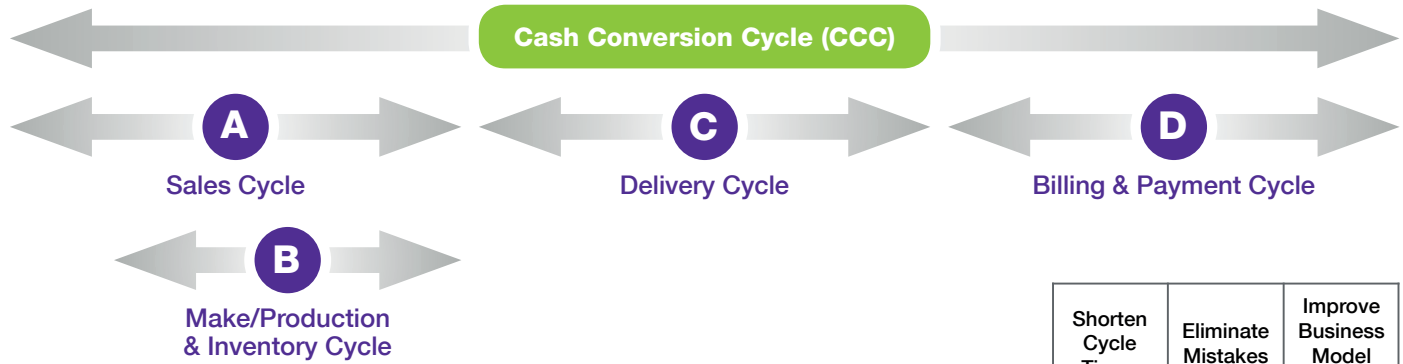 Cash Conversion Cycle (CCC)
A
C
D
Sales Cycle
Delivery Cycle
Billing & Payment Cycle
B
Make/Production
& Inventory Cycle
Shorten
Cycle
Eliminate
Mistakes
Improve
Business
Model